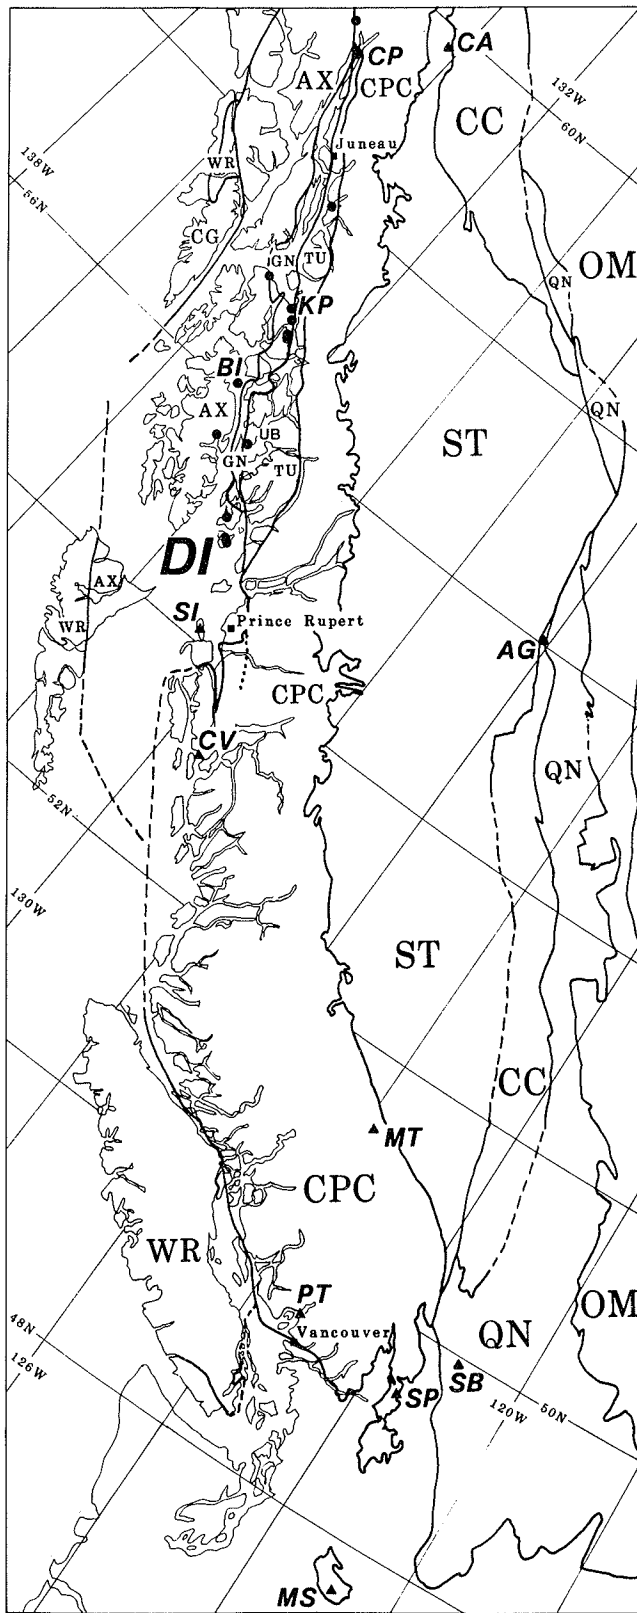 CP
CA
AX
CPC
132W
CC
60N
Juneau
138W
WR
56N
CG
GN
TU
OM
QN
KP
BI
QN
AX
UB
ST
GN
TU
DI
AX
SI
WR
Prince Rupert
AG
CPC
CV
QN
52N
130W
ST
CC
MT
CPC
WR
OM
PT
QN
48N
Vancouver
126W
SB
SP
120W
50N
MS